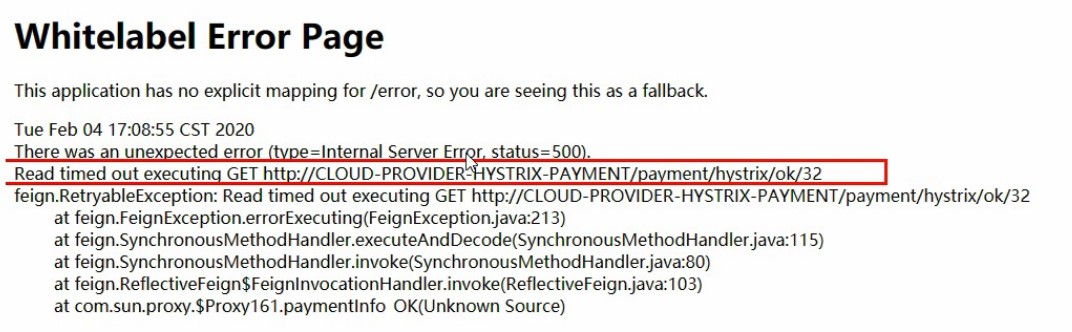 Whitelabel Error Page
This application has no explicit mapping for /error, so you are seeing this as a fallback.
Tue Feb 04 17:08:55 CST 2020
There was an unexpected error (type=Internal Server Error, status=500).
Read timed out executing GET http://CLOUD-PROVIDER-HYSTRIX-PAYMENT/payment/hystrix/ok/32
feign.RetryableException: Read timed out executing GET http://CLOUD-PROVIDER-HYSTRIX-PAYMENT/payment/hystrix/ok/32
at feign.FeignException.errorExecuting(FeignException.java:213)
at feign.SynchronousMethodHandler.executeAndDecode(SynchronousMethodHandler.java:115)
at feign.SynchronousMethodHandler.invoke(SynchronousMethodHandler.java:80)
at feign.ReflectiveFeign$FeignInvocationHandler.invoke(ReflectiveFeign.java:103)
at com.sun.proxy.$Proxy161.paymentInfo_OK(Unknown Source)